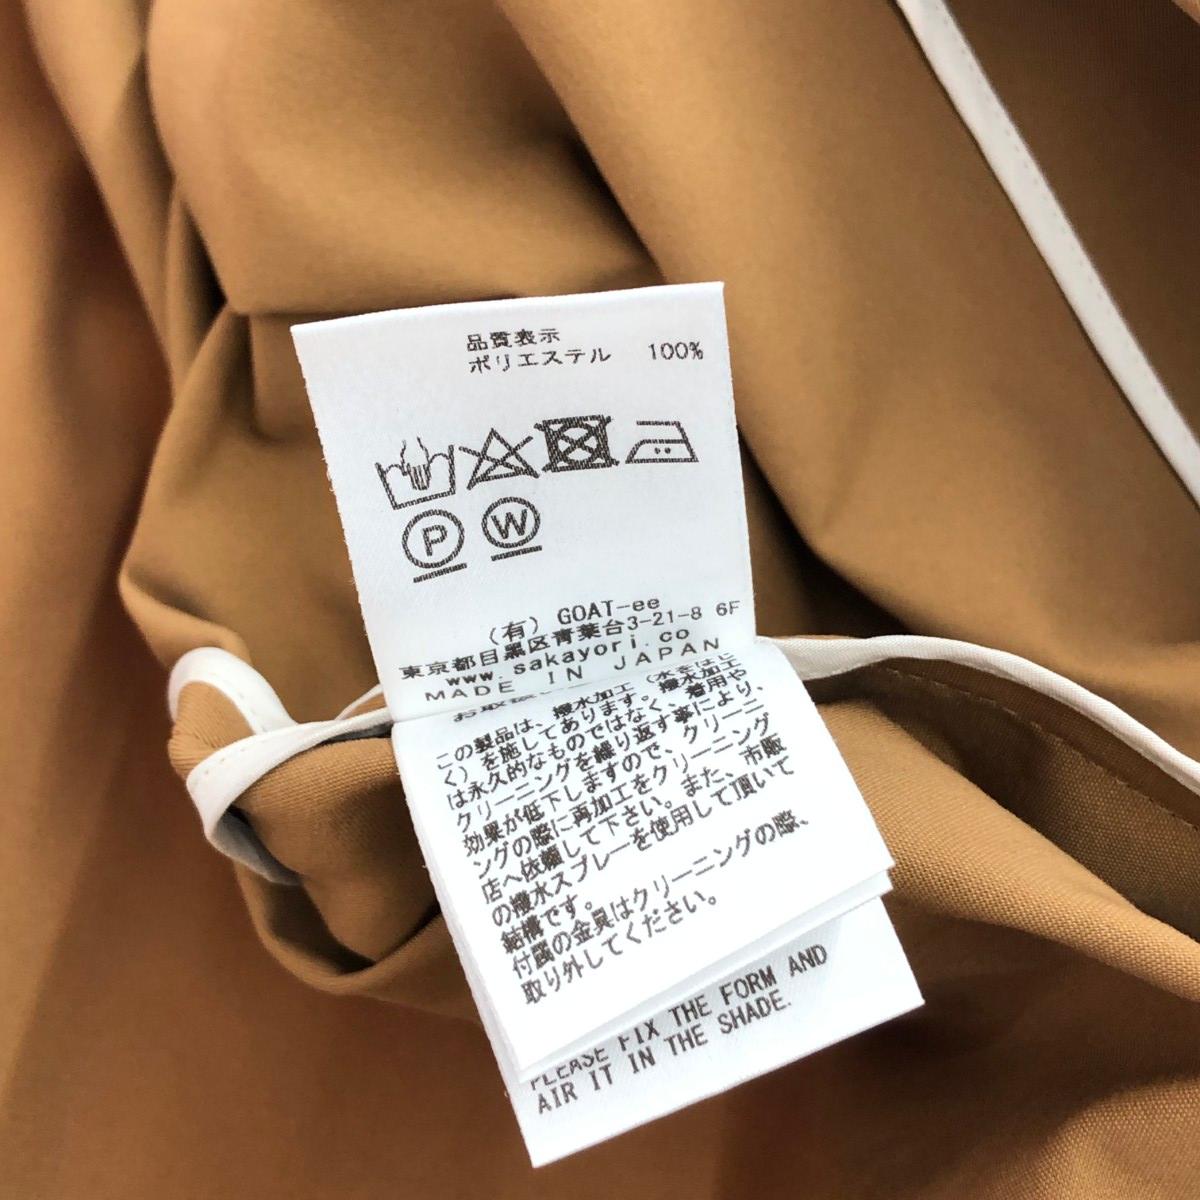 品質表示
ポリエステル 100%
P W
(有) GOAT-ee
東京都目黒区青葉台3-21-8 6F
www.sakayori.co
MADE IN JAPAN
この製品は、撥水加工(水をはじ
く)を施してあります。撥水加工
は永久的なものではなく、着用や
クリーニングを繰り返す事により、
効果が低下しますので、クリーニ
ングの際に再加工をクリーニング
店へ依頼して下さい。また、市販
の撥水スプレーを使用して頂いて
結構です。
付属の金具はクリーニングの際、
取り外してください。
PLEASE FIX THE FORM AND
AIR IT IN THE SHADE.